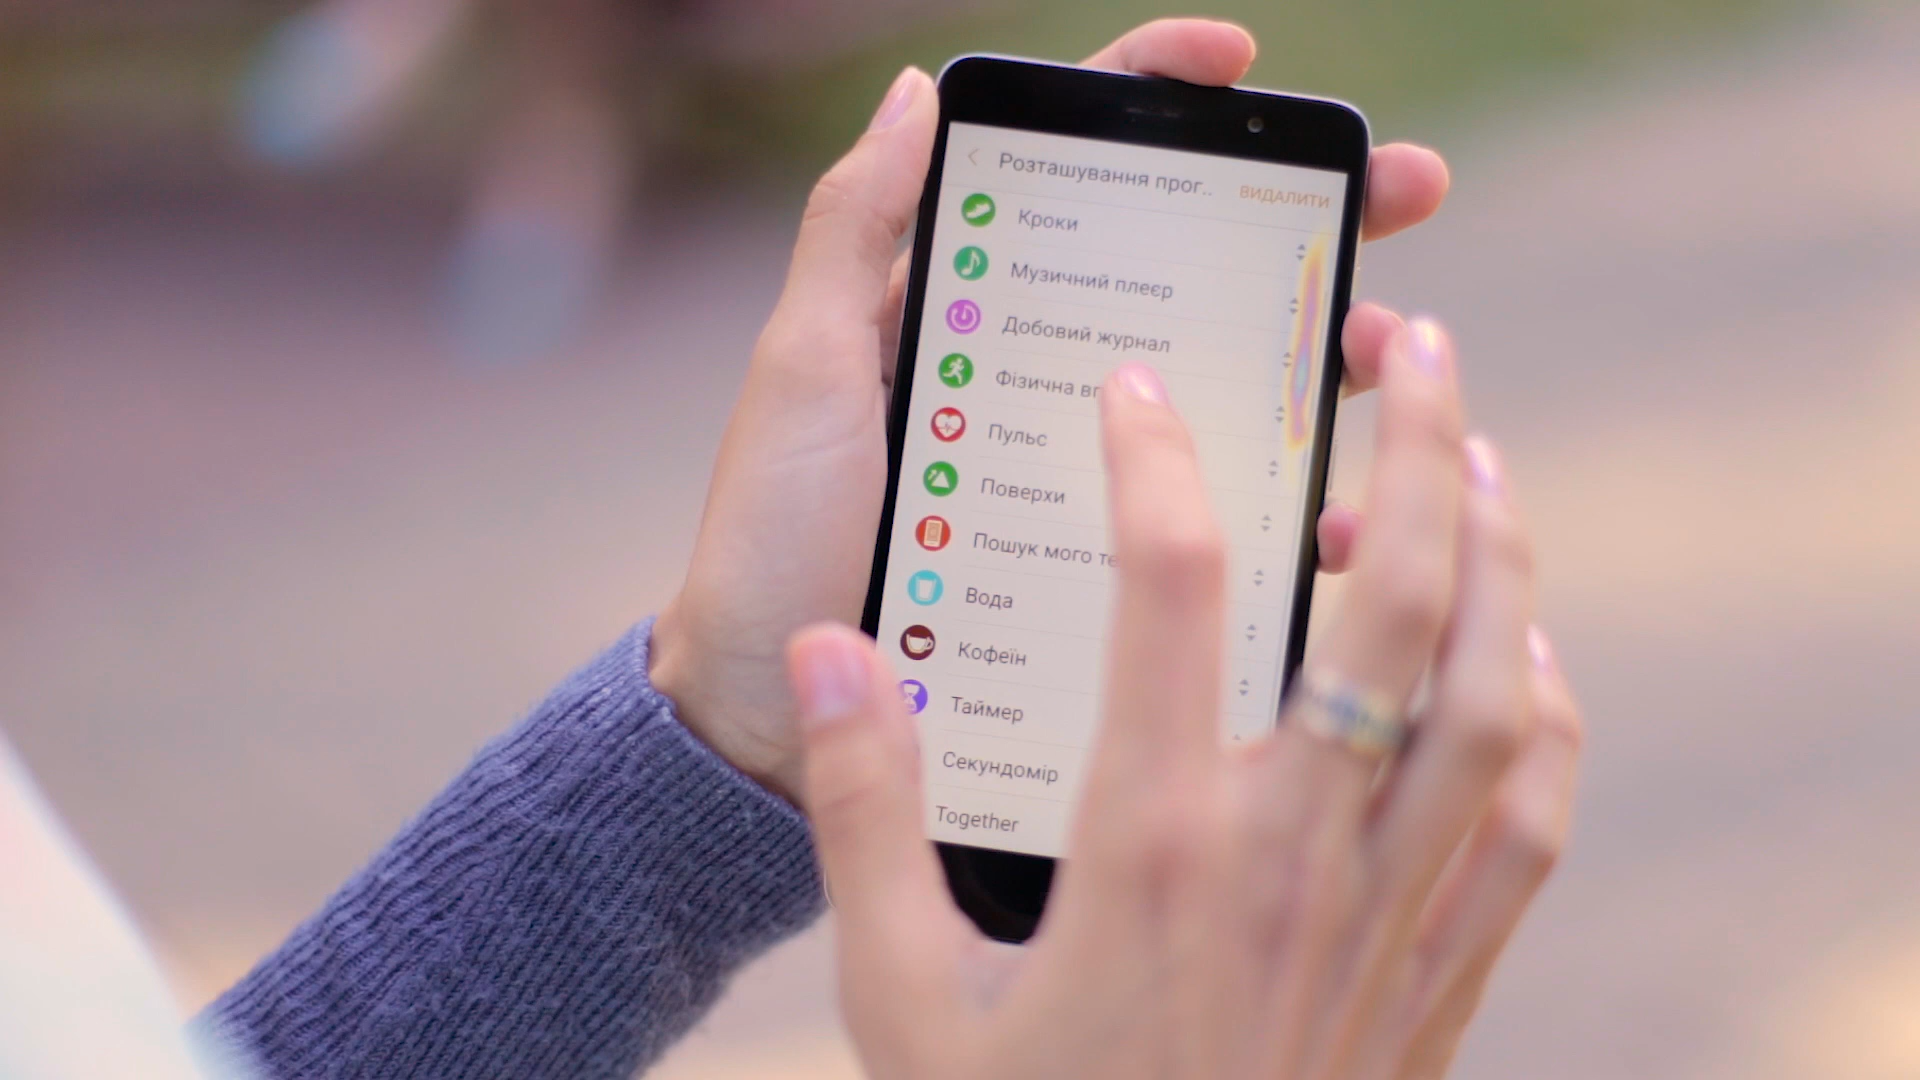 Розташування прог..
ВИДАЛИТИ
Кроки
Музичний плеєр
Добовий журнал
Фізична
Пульс
Поверхи
Пошук мого
Вода
Кофеїн
Таймер
Секундомір
Together